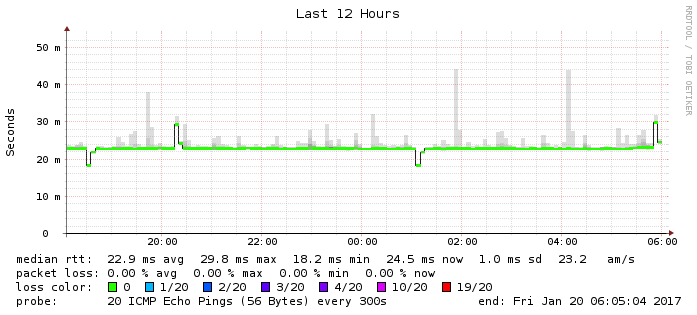 Last 12 Hours
RRDTOOL / TOBI OETIKER
Seconds
50 m
40 m
30 m
20 m
10 m
0
20:00 22:00 00:00 02:00 04:00 06:00
median rtt: 22.9 ms avg 29.8 ms max 18.2 ms min 24.5 ms now 1.0 ms sd 23.2 am/s
packet loss: 0.00 % avg 0.00 % max 0.00 % min 0.00 % now
loss color: 0 1/20 2/20 3/20 4/20 10/20 19/20
probe: 20 ICMP Echo Pings (56 Bytes) every 300s end: Fri Jan 20 06:05:04 2017